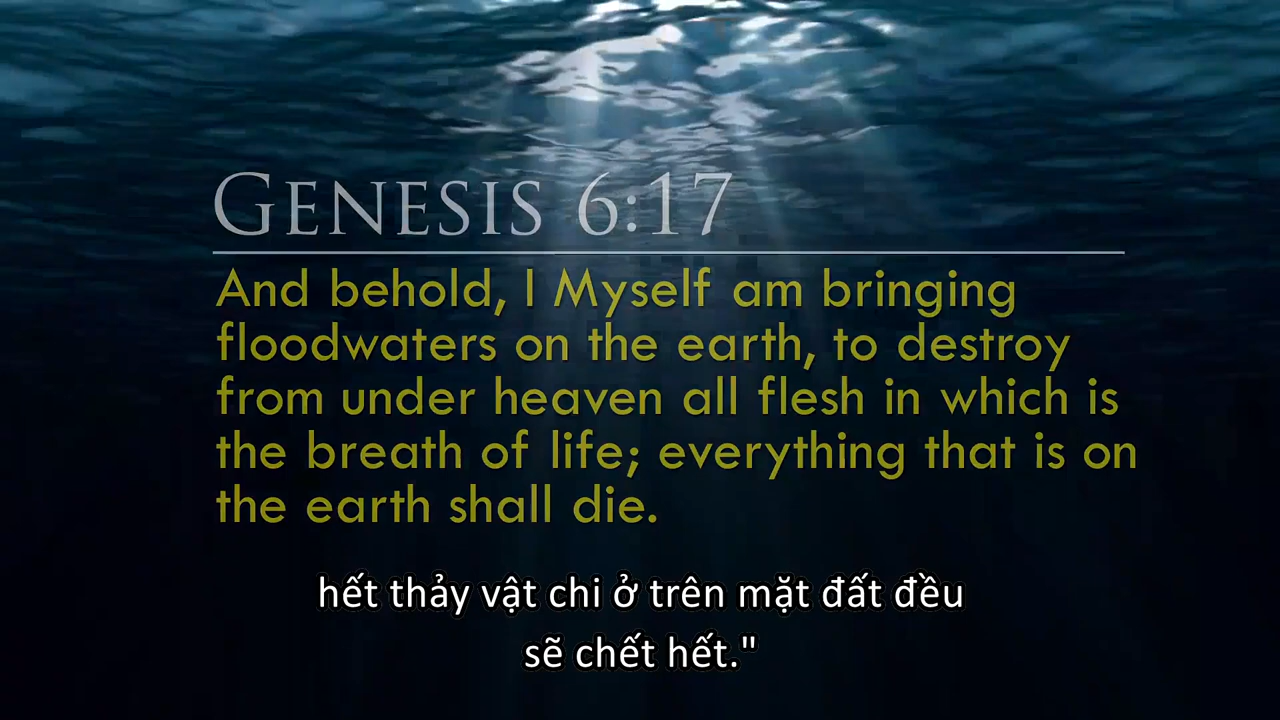 GENESIS 6:17
And behold, I Myself am bringing
floodwaters on the earth, to destroy
from under heaven all flesh in which is
the breath of life; everything that is on
the earth shall die.
hết thảy vật chi ở trên mặt đất đều
sẽ chết hết."